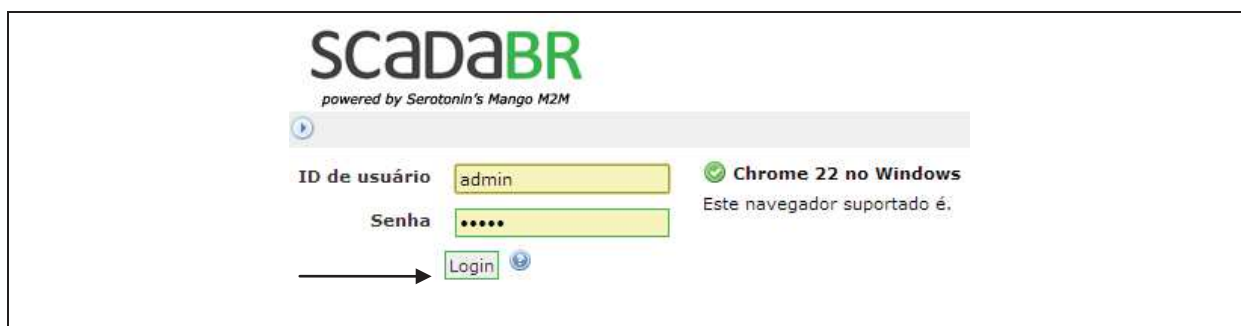 scadaBR
powered by Serotonin's Mango M2M
ID de usuário admin
Chrome 22 no Windows
Este navegador suportado é.
Senha •••••
Login